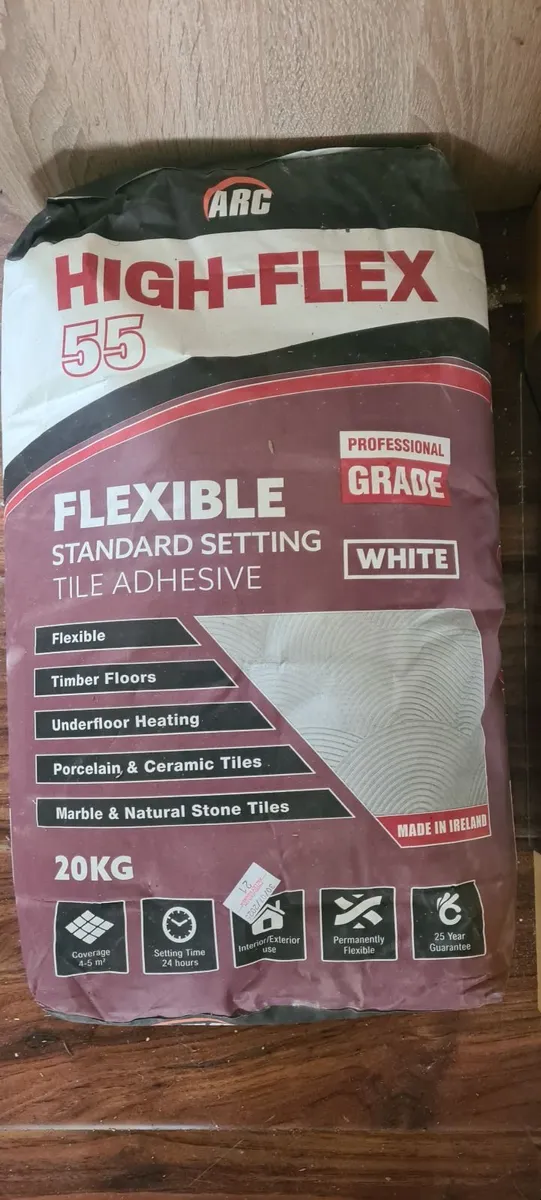 ARC
HIGH-FLEX
55
PROFESSIONAL
GRADE
FLEXIBLE
STANDARD SETTING
TILE ADHESIVE
WHITE
Flexible
Timber Floors
Underfloor Heating
Porcelain & Ceramic Tiles
Marble & Natural Stone Tiles
MADE IN IRELAND
20KG
Coverage
4-5 m²
Setting Time
24 hours
Interior/Exterior
use
Permanently
Flexible
25 Year
Guarantee